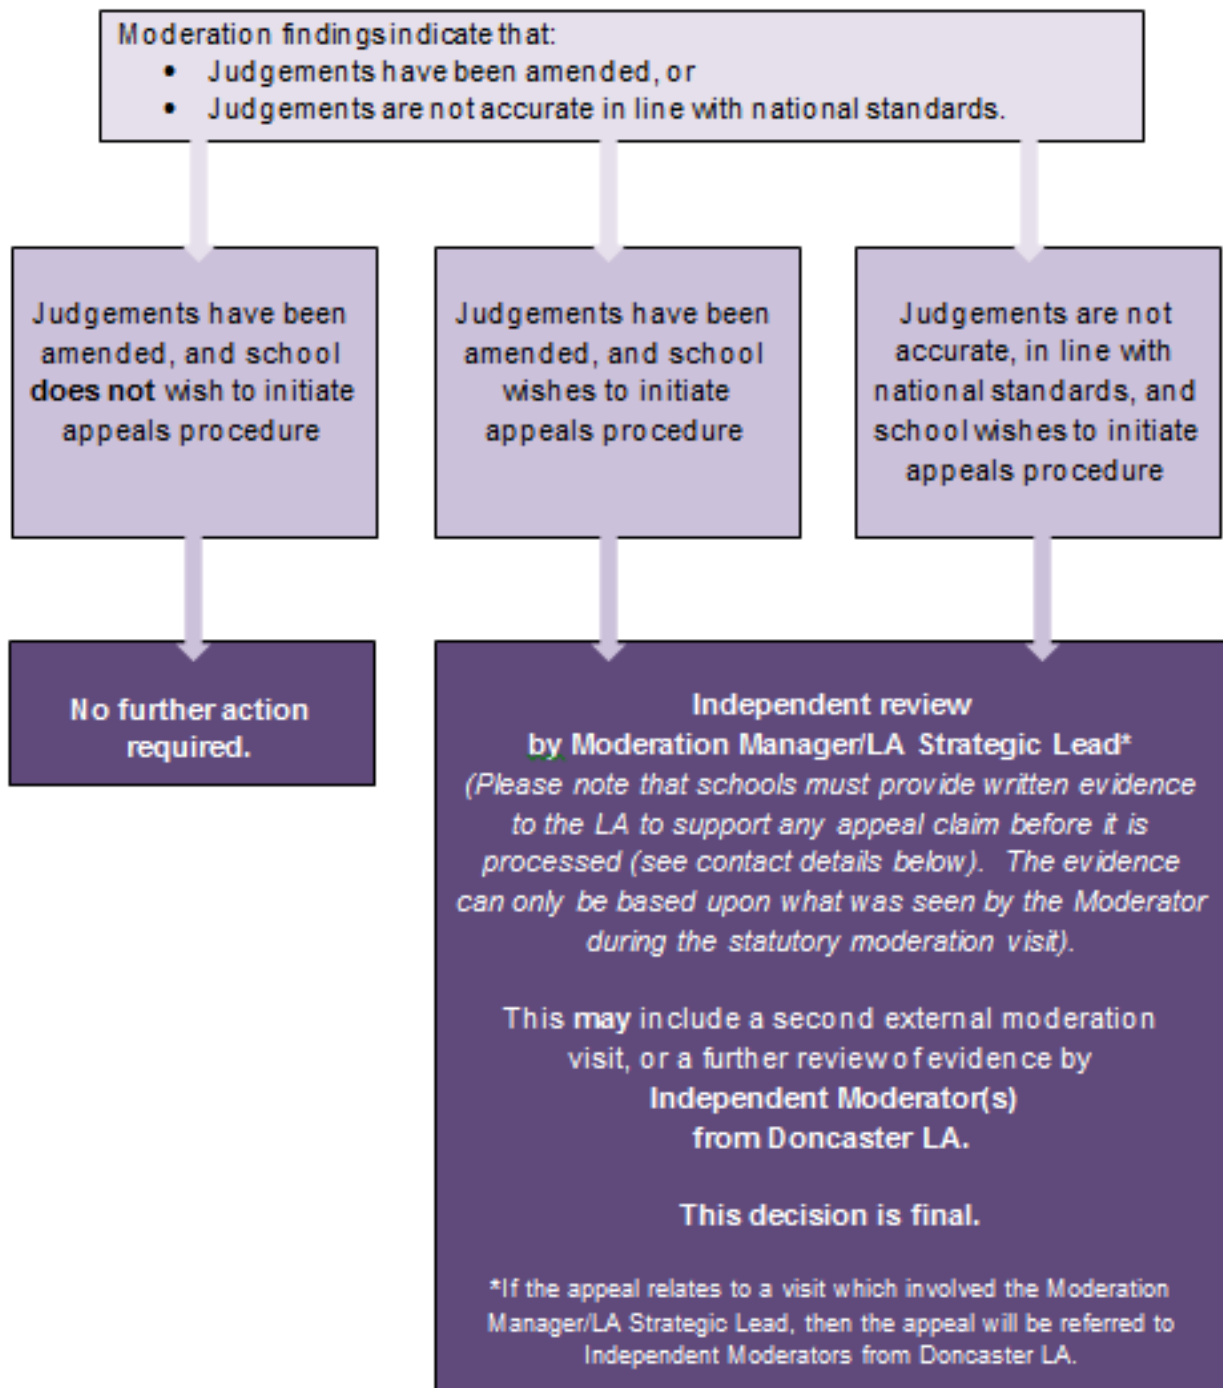 Moderation findings indicate that:
• Judgements have been amended, or
• Judgements are not accurate in line with national standards.
Judgements have been
amended, and school
does not wish to initiate
appeals procedure
Judgements have been
amended, and school
wishes to initiate
appeals procedure
Judgements are not
accurate, in line with
national standards, and
school wishes to initiate
appeals procedure
No further action
required.
Independent review
by Moderation Manager/LA Strategic Lead*
(Please note that schools must provide written evidence
to the LA to support any appeal claim before it is
processed (see contact details below). The evidence
can only be based upon what was seen by the Moderator
during the statutory moderation visit).
This may include a second external moderation
visit, or a further review of evidence by
Independent Moderator(s)
from Doncaster LA.
This decision is final.
*If the appeal relates to a visit which involved the Moderation
Manager/LA Strategic Lead, then the appeal will be referred to
Independent Moderators from Doncaster LA.